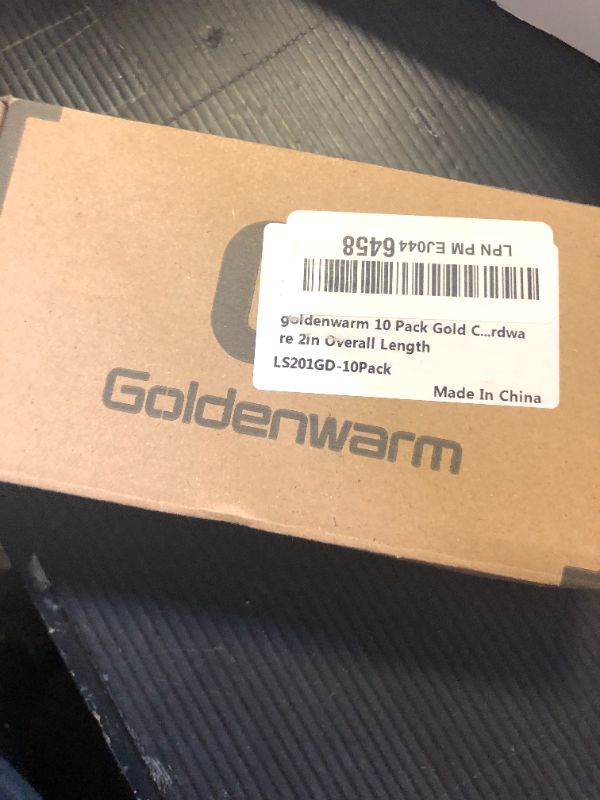 LPN PM EJ044 6458
goldenwarm 10 Pack Gold C...rdwa
re 2in Overall Length
LS201GD-10Pack
Made In China
Goldenwarm